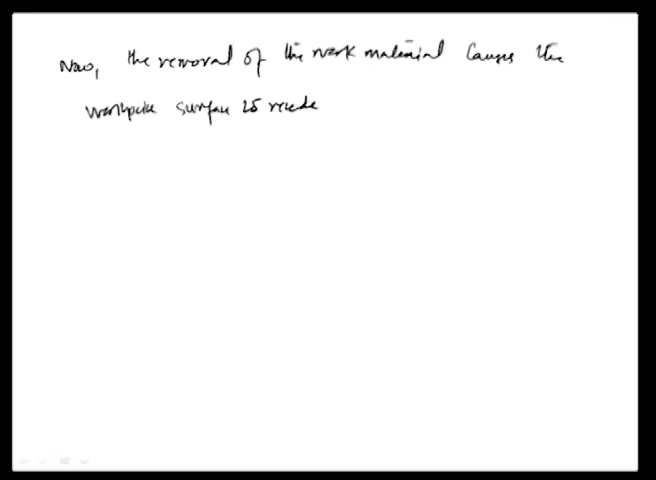 Now, the removal of the work material causes the
workpiece surface to recede